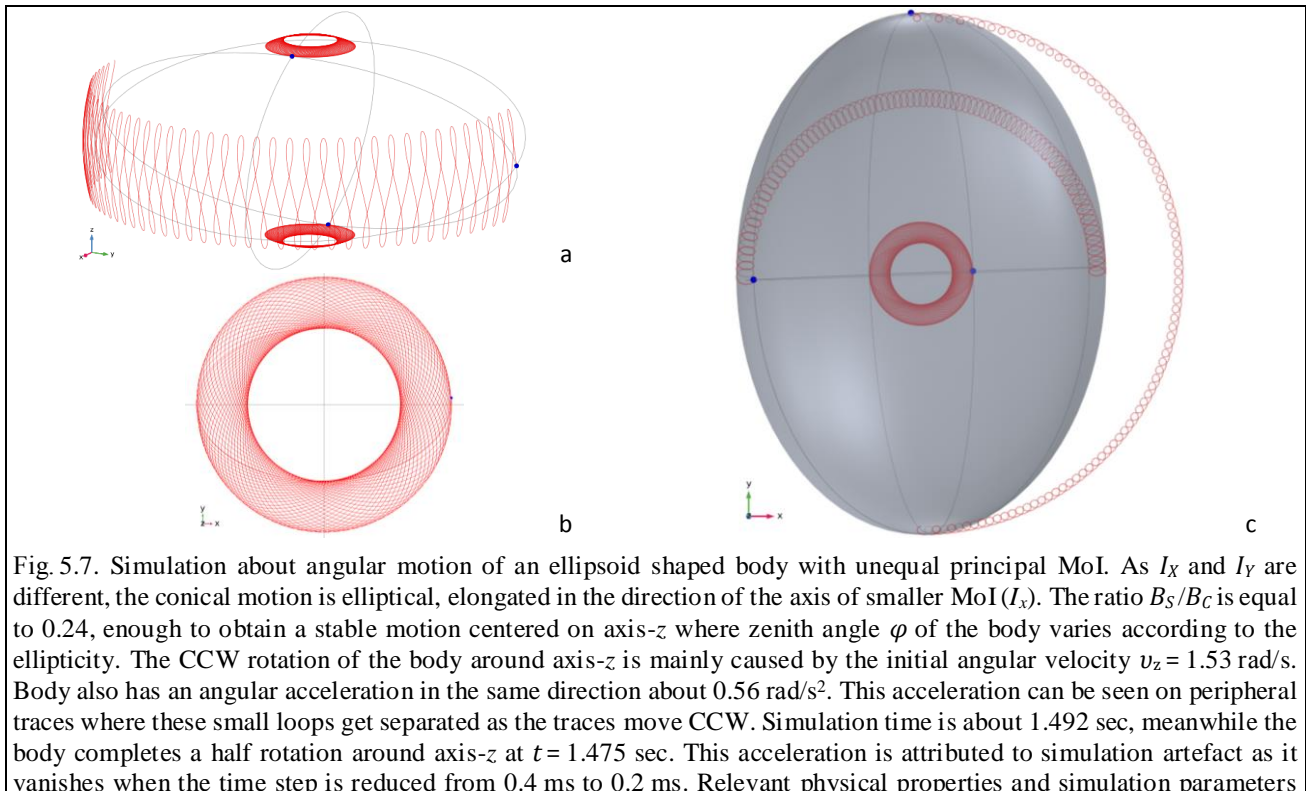 z
x
y
a
y
z
x
b
y
z
x
c
Fig. 5.7. Simulation about angular motion of an ellipsoid shaped body with unequal principal MoI. As I_X and I_Y are
different, the conical motion is elliptical, elongated in the direction of the axis of smaller MoI (I_x). The ratio B_S/B_C is equal
to 0.24, enough to obtain a stable motion centered on axis-z where zenith angle φ of the body varies according to the
ellipticity. The CCW rotation of the body around axis-z is mainly caused by the initial angular velocity υ_z = 1.53 rad/s.
Body also has an angular acceleration in the same direction about 0.56 rad/s². This acceleration can be seen on peripheral
traces where these small loops get separated as the traces move CCW. Simulation time is about 1.492 sec, meanwhile the
body completes a half rotation around axis-z at t = 1.475 sec. This acceleration is attributed to simulation artefact as it
vanishes when the time step is reduced from 0.4 ms to 0.2 ms. Relevant physical properties and simulation parameters